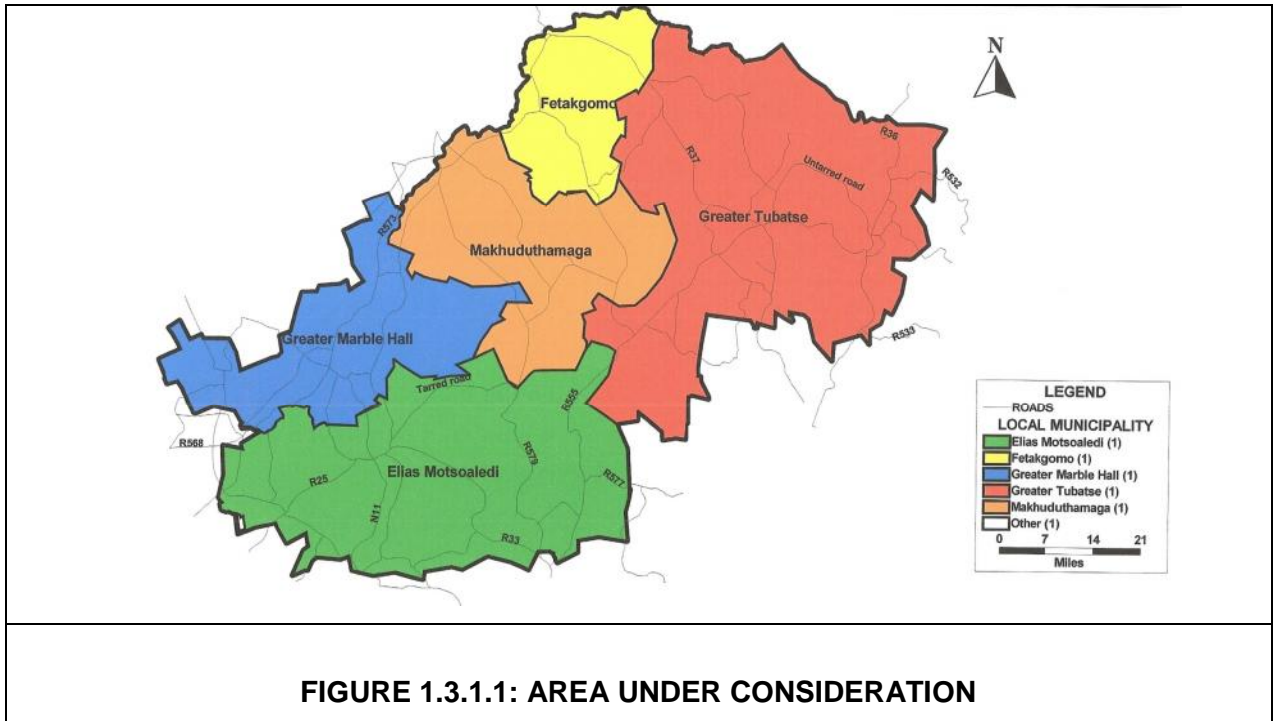 N
Fetakgomo
R36
R37
Untarred road
R532
Greater Tubatse
R573
Makhuduthamaga
Greater Marble Hall
R533
Tarred road
R555
R568
R579
Elias Motsoaledi
R25
R577
N11
R33
LEGEND
ROADS
LOCAL MUNICIPALITY
Elias Motsoaledi (1)
Fetakgomo (1)
Greater Marble Hall (1)
Greater Tubatse (1)
Makhuduthamaga (1)
Other (1)
0 7 14 21
Miles
FIGURE 1.3.1.1: AREA UNDER CONSIDERATION